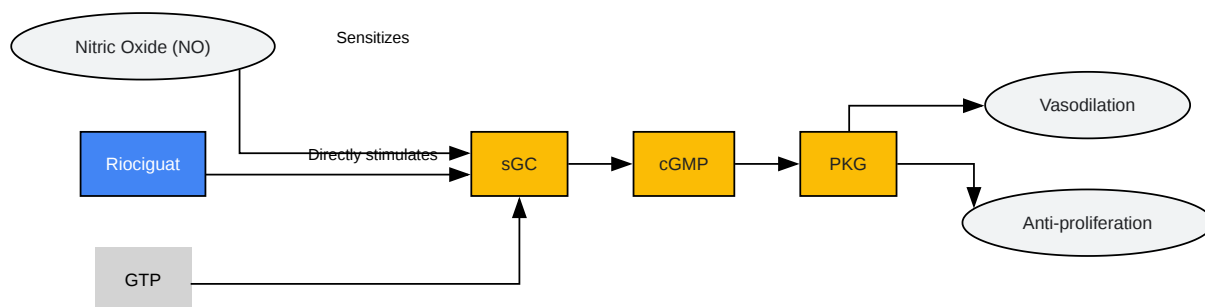 Nitric Oxide (NO)
Sensitizes
Vasodilation
Riociguat
Directly stimulates
sGC
cGMP
PKG
Anti-proliferation
GTP